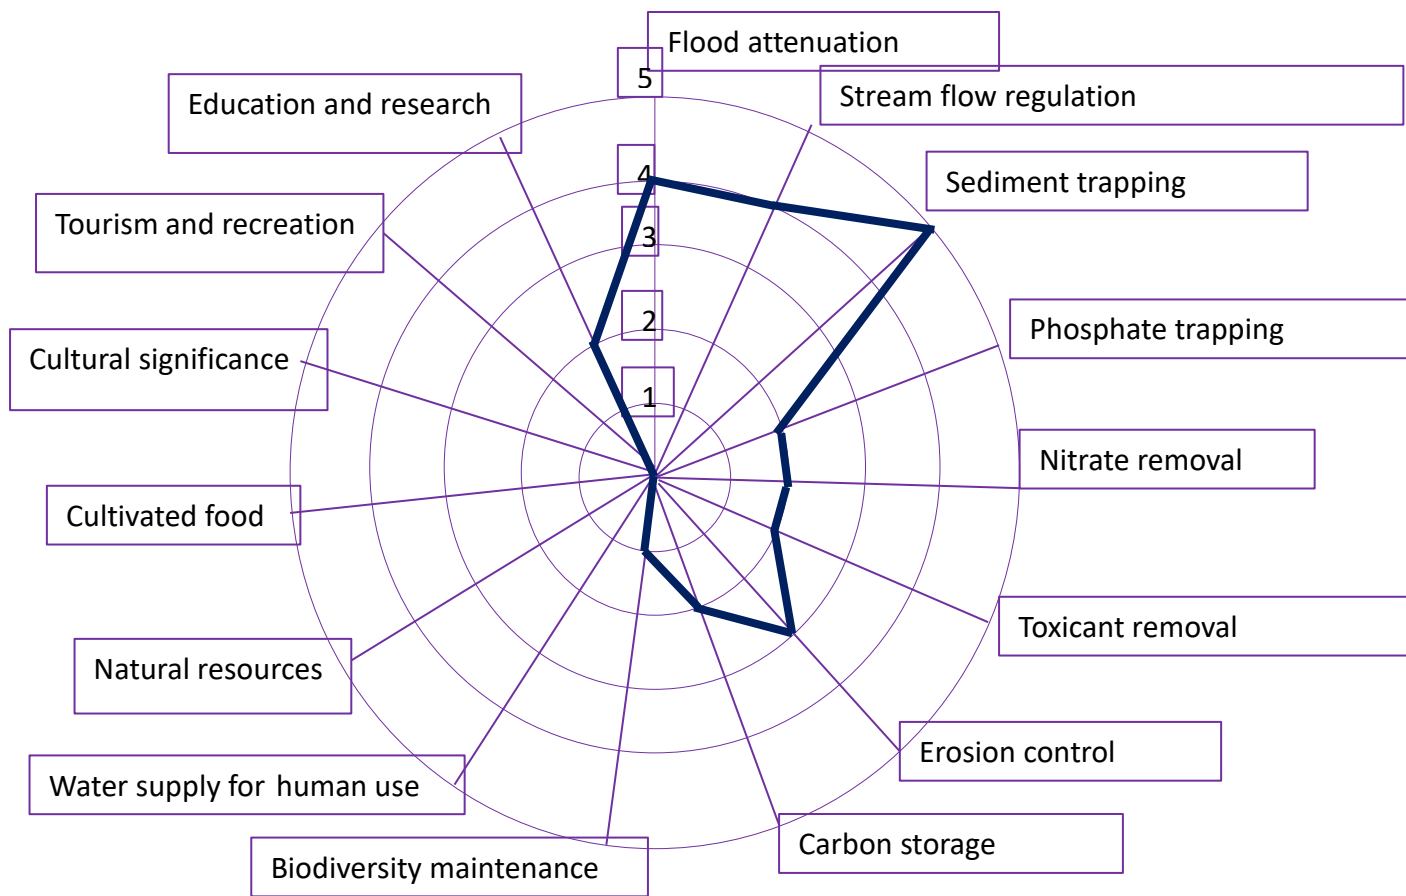 Flood attenuation
5
Stream flow regulation
Education and research
4
Sediment trapping
Tourism and recreation
3
2
Phosphate trapping
Cultural significance
1
Nitrate removal
Cultivated food
Toxicant removal
Natural resources
Erosion control
Water supply for human use
Carbon storage
Biodiversity maintenance